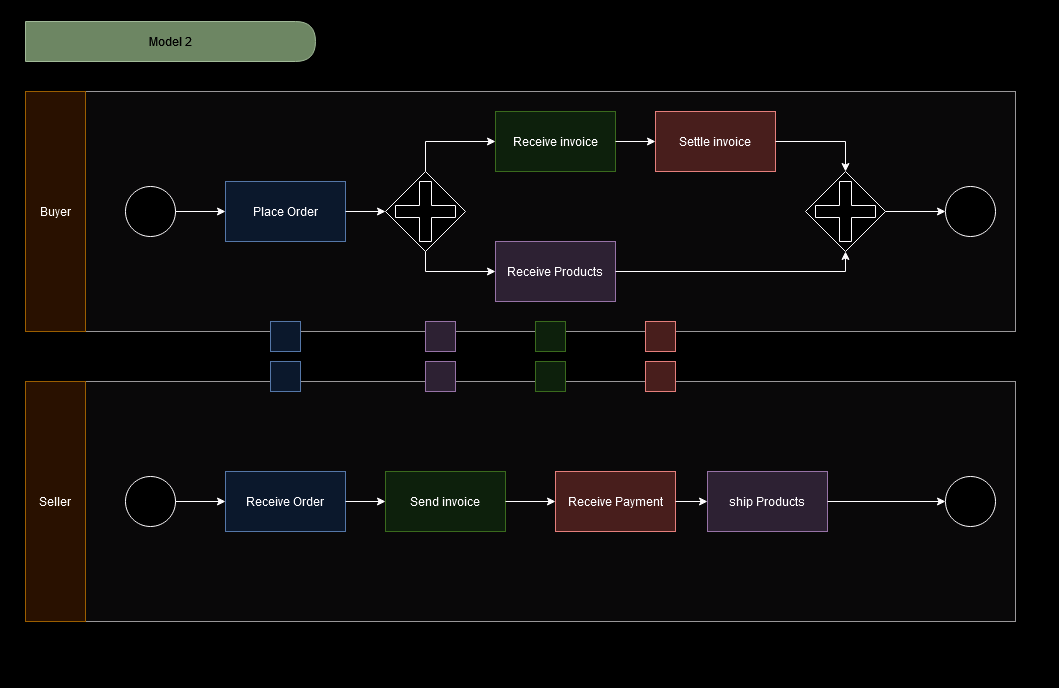 Model 2
Buyer
Place Order
Receive invoice
Settle invoice
Receive Products
Seller
Receive Order
Send invoice
Receive Payment
ship Products